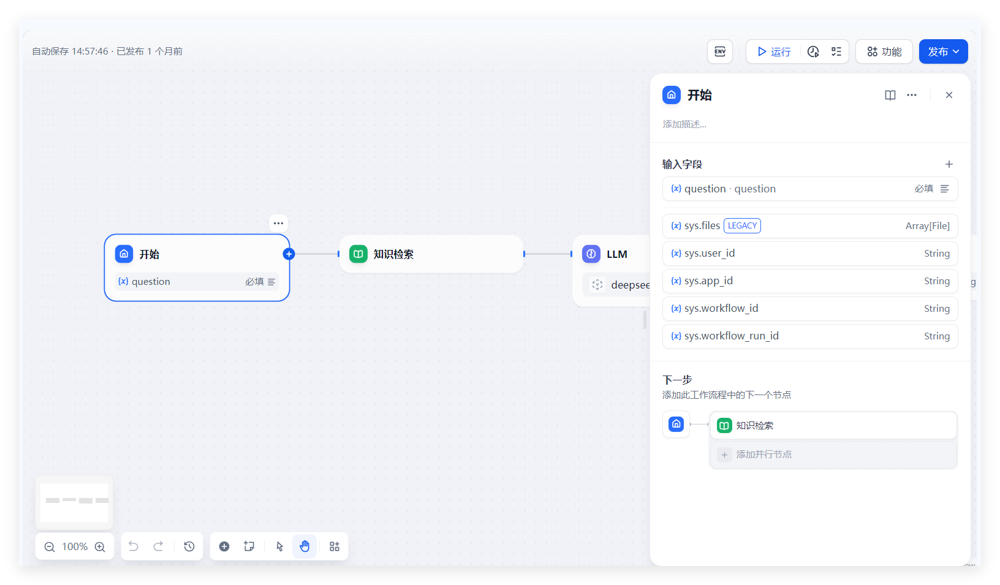 自动保存 14:57:46 · 已发布 1 个月前
ENV
运行
功能
发布
开始
question
必填
知识检索
LLM
deepsee
100%
开始
添加描述...
输入字段
question · question
必填
sys.files LEGACY
Array[File]
sys.user_id
String
sys.app_id
String
sys.workflow_id
String
sys.workflow_run_id
String
下一步
添加此工作流程中的下一个节点
知识检索
添加并行节点
g